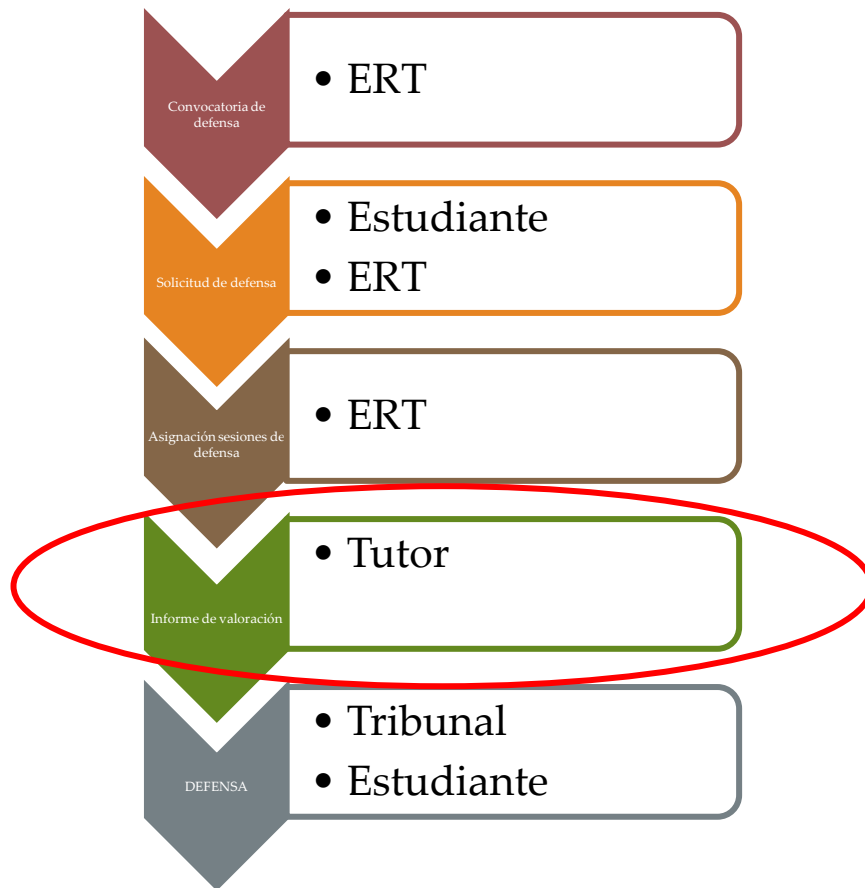 Convocatoria de
defensa
• ERT
Solicitud de defensa
• Estudiante
• ERT
Asignación sesiones de
defensa
• ERT
Informe de valoración
• Tutor
DEFENSA
• Tribunal
• Estudiante